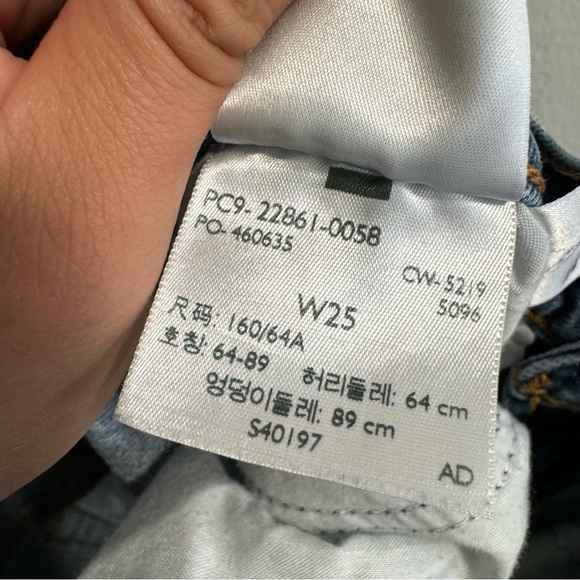 PC9-22861-0058
PO-460635
CW-5219
5096
W25
尺码: 160/64A
호칭: 64-89
허리둘레: 64 cm
엉덩이둘레: 89 cm
S40197
AD